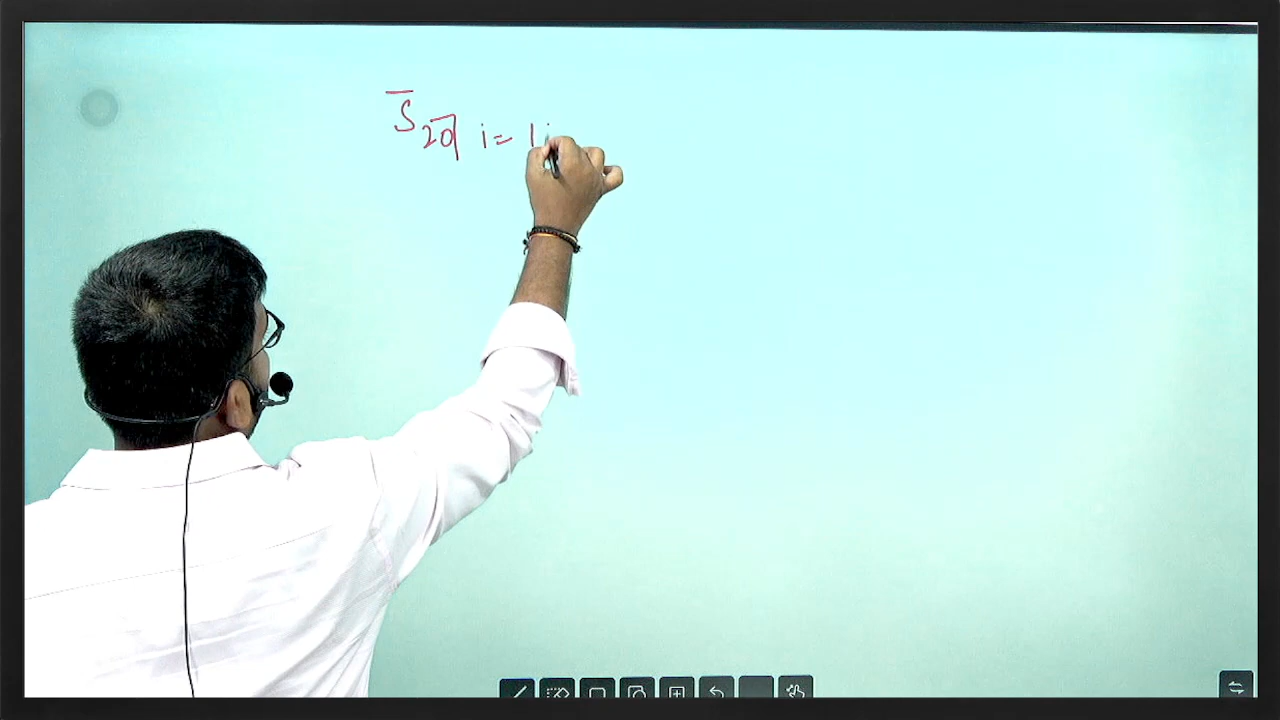 S̅ 20̅| i = 1